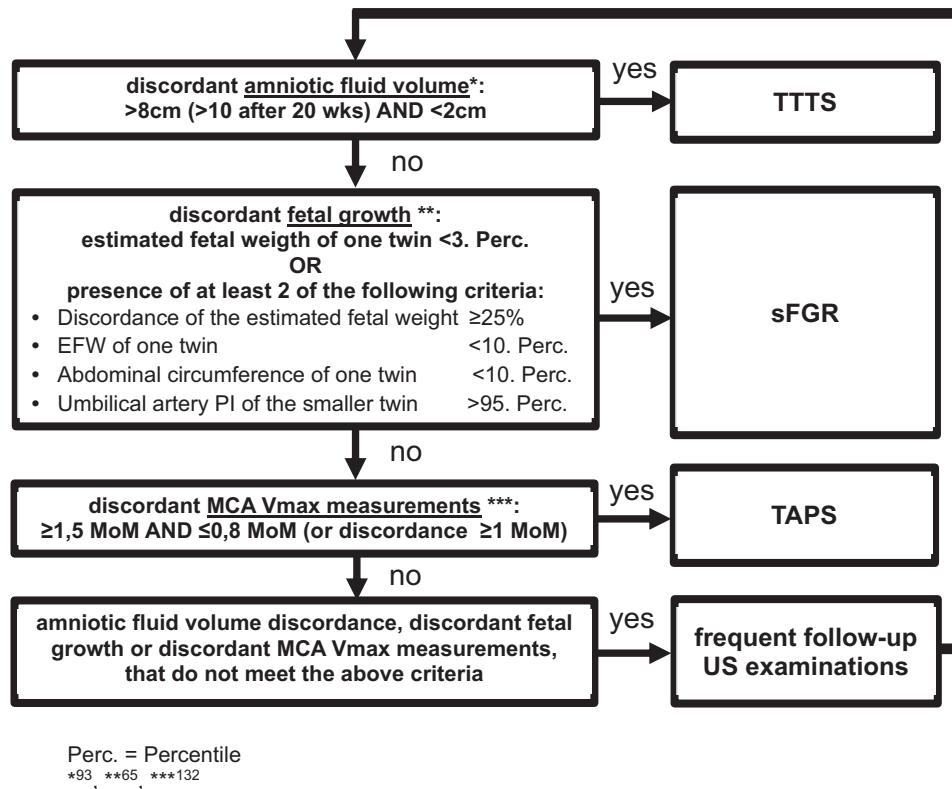 discordant amniotic fluid volume*:
>8cm (>10 after 20 wks) AND <2cm
yes
TTTS
no
discordant fetal growth **:
estimated fetal weigth of one twin <3. Perc.
OR
presence of at least 2 of the following criteria:
• Discordance of the estimated fetal weight ≥25%
• EFW of one twin <10. Perc.
• Abdominal circumference of one twin <10. Perc.
• Umbilical artery PI of the smaller twin >95. Perc.
yes
sFGR
no
discordant MCA Vmax measurements ***:
≥1,5 MoM AND ≤0,8 MoM (or discordance ≥1 MoM)
yes
TAPS
no
amniotic fluid volume discordance, discordant fetal
growth or discordant MCA Vmax measurements,
that do not meet the above criteria
yes
frequent follow-up
US examinations
Perc. = Percentile
*93, **65, ***132